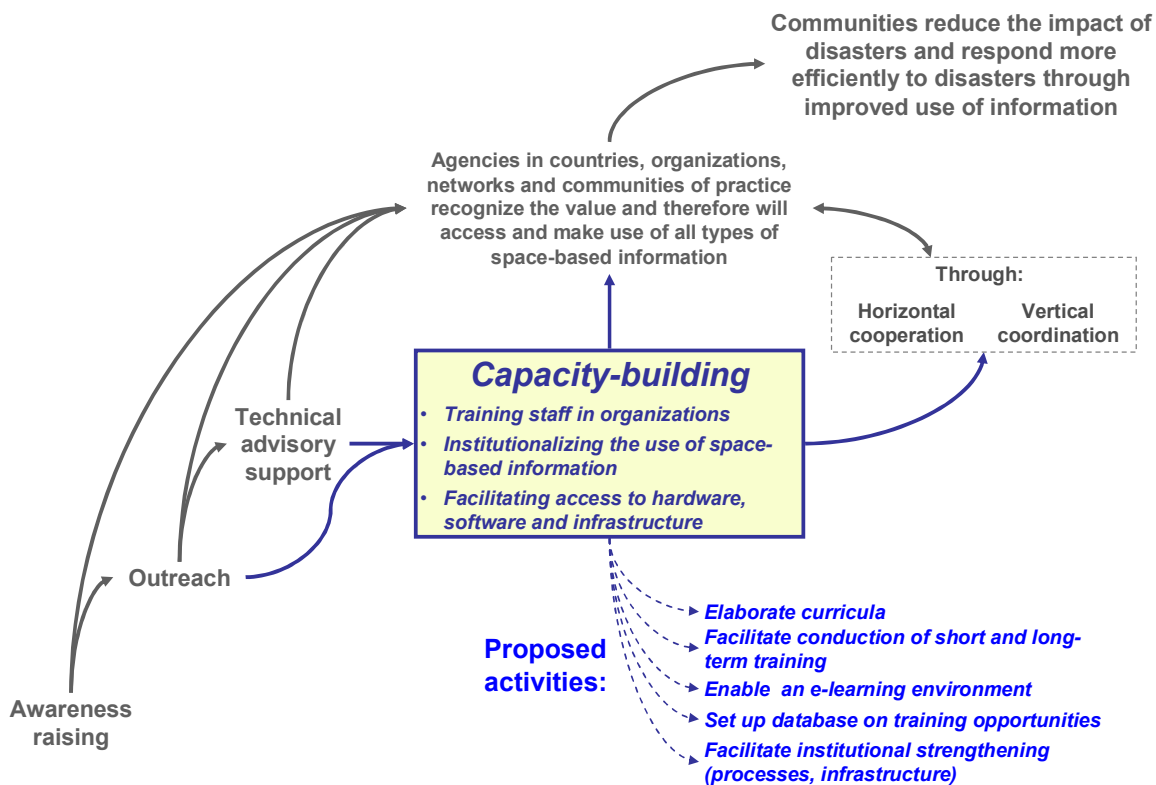 Communities reduce the impact of
disasters and respond more
efficiently to disasters through
improved use of information
Agencies in countries, organizations,
networks and communities of practice
recognize the value and therefore will
access and make use of all types of
space-based information
Through:
Horizontal
cooperation
Vertical
coordination
Capacity-building
• Training staff in organizations
• Institutionalizing the use of space-
based information
• Facilitating access to hardware,
software and infrastructure
Technical
advisory
support
Outreach
Awareness
raising
Proposed
activities:
Elaborate curricula
Facilitate conduction of short and long-
term training
Enable an e-learning environment
Set up database on training opportunities
Facilitate institutional strengthening
(processes, infrastructure)